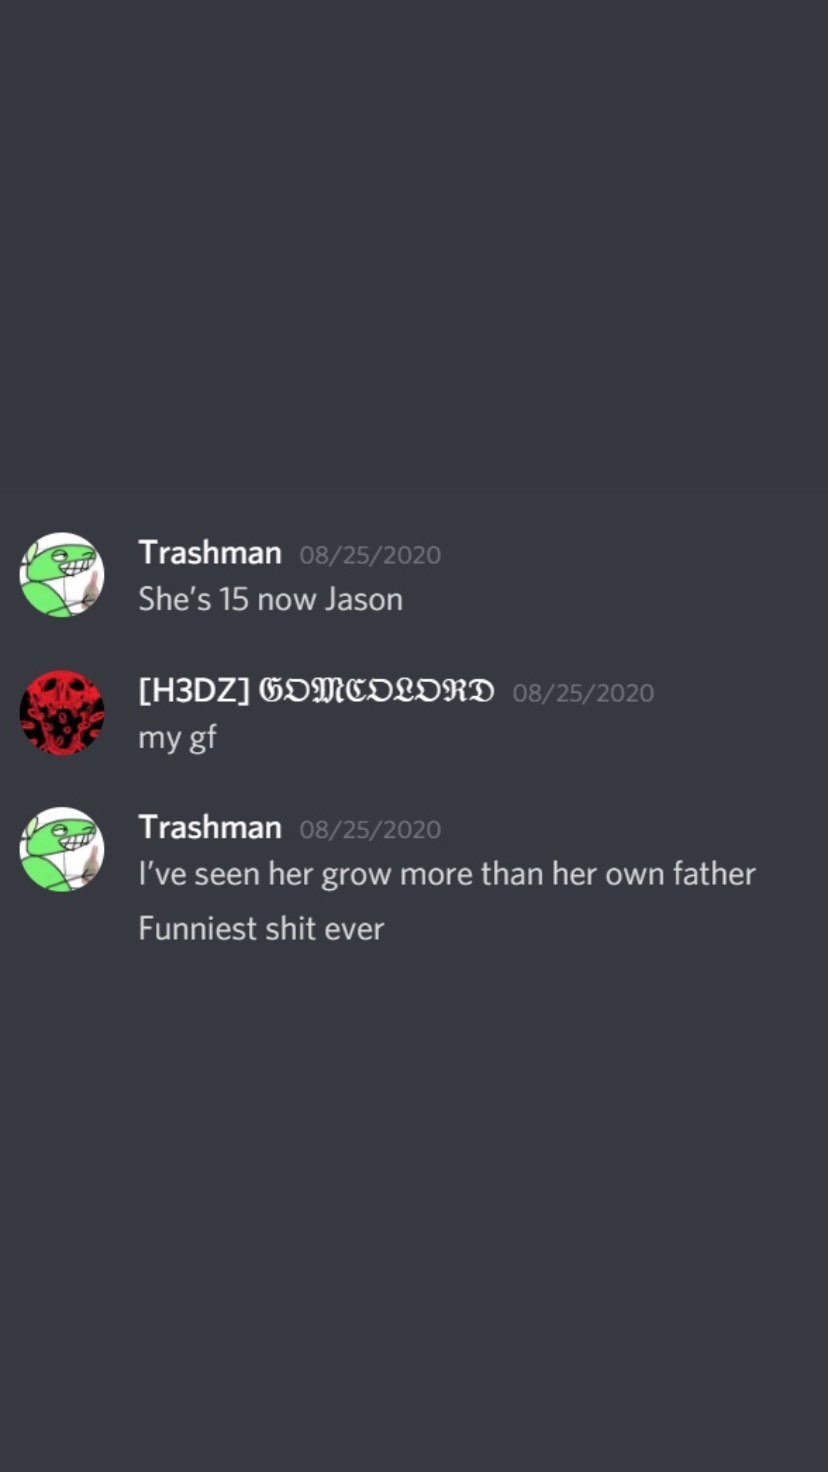 Trashman 08/25/2020
She's 15 now Jason
[H3DZ] 𝕲𝕺𝕸𝕮𝕺𝕷𝕺𝕽𝕯 08/25/2020
my gf
Trashman 08/25/2020
I've seen her grow more than her own father
Funniest shit ever